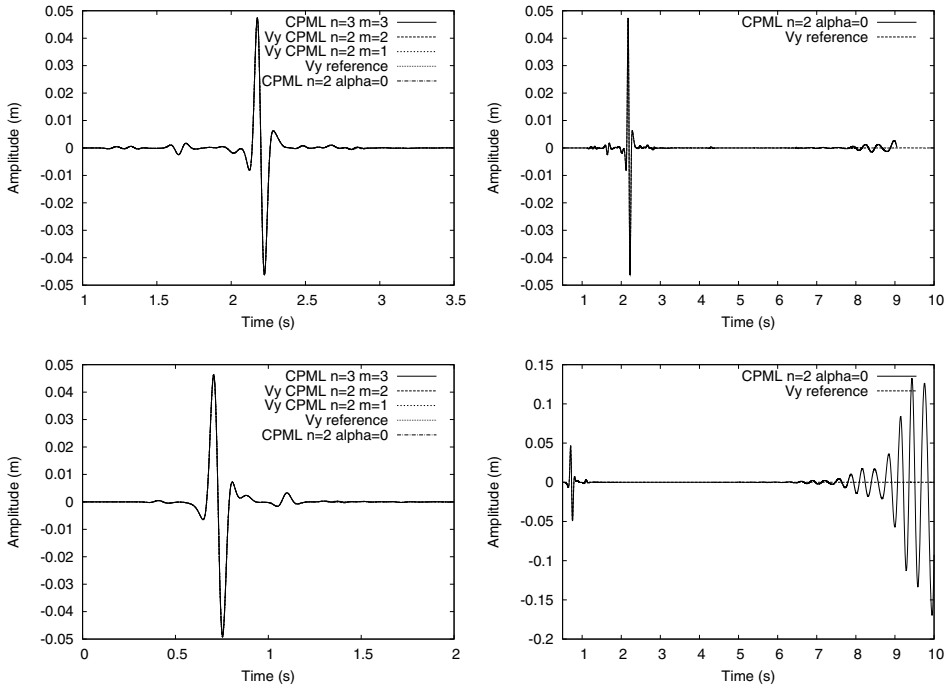 0.05
0.04
0.03
0.02
0.01
0
-0.01
-0.02
-0.03
-0.04
-0.05
Amplitude (m)
CPML n=3 m=3
Vy CPML n=2 m=2
Vy CPML n=2 m=1
Vy reference
CPML n=2 alpha=0
1 1.5 2 2.5 3 3.5
Time (s)
0.05
0.04
0.03
0.02
0.01
0
-0.01
-0.02
-0.03
-0.04
-0.05
Amplitude (m)
CPML n=2 alpha=0
Vy reference
1 2 3 4 5 6 7 8 9 10
Time (s)
0.05
0.04
0.03
0.02
0.01
0
-0.01
-0.02
-0.03
-0.04
-0.05
Amplitude (m)
CPML n=3 m=3
Vy CPML n=2 m=2
Vy CPML n=2 m=1
Vy reference
CPML n=2 alpha=0
0 0.5 1 1.5 2
Time (s)
0.15
0.1
0.05
0
-0.05
-0.1
-0.15
-0.2
Amplitude (m)
CPML n=2 alpha=0
Vy reference
1 2 3 4 5 6 7 8 9 10
Time (s)